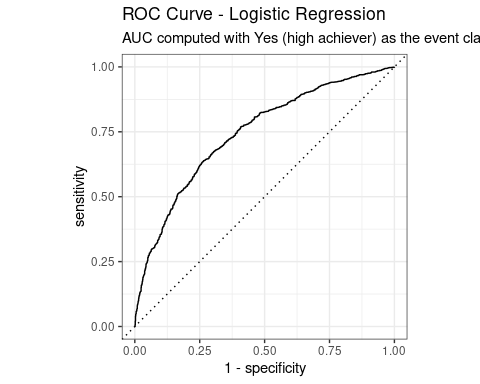 ROC Curve - Logistic Regression
AUC computed with Yes (high achiever) as the event cla
1.00
0.75
0.50
0.25
0.00
sensitivity
0.00 0.25 0.50 0.75 1.00
1 - specificity